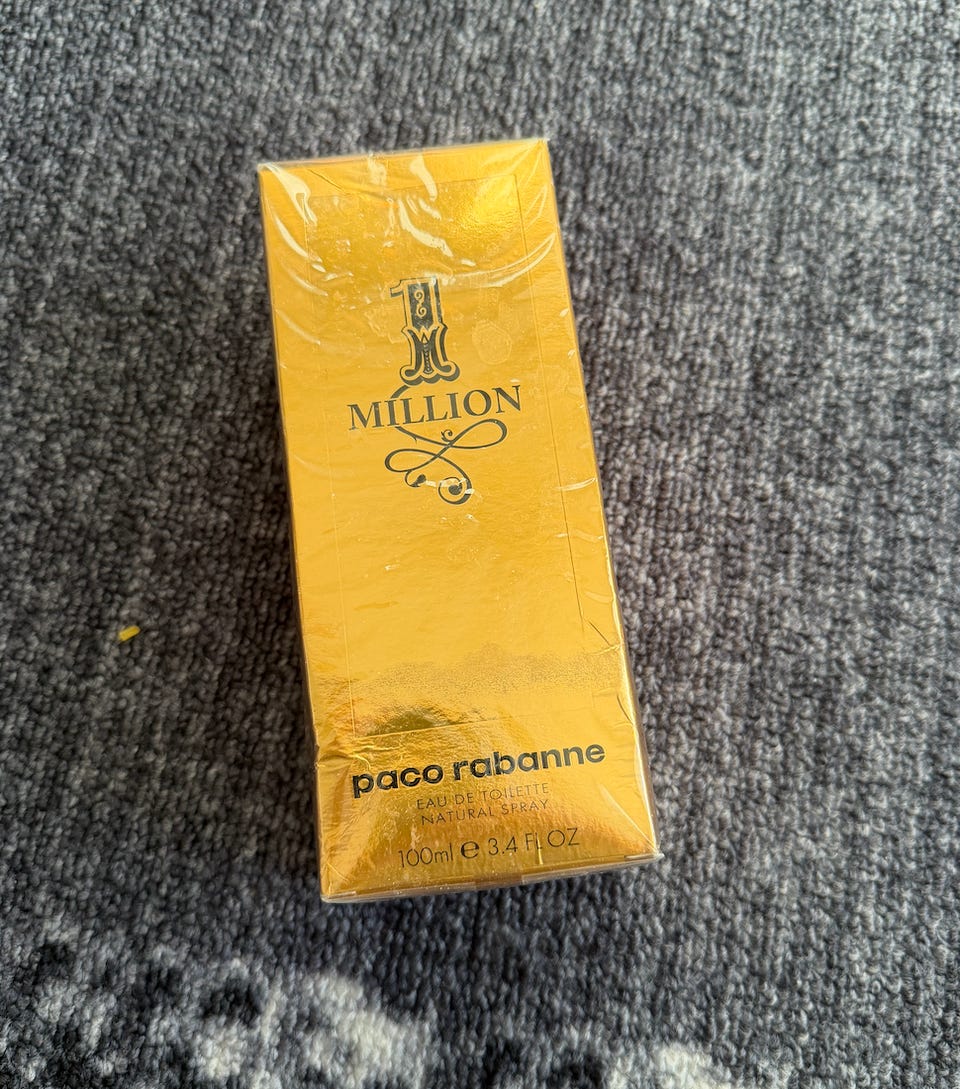 1
MILLION
paco rabanne
EAU DE TOILETTE
NATURAL SPRAY
100ml ℮ 3.4 FL OZ